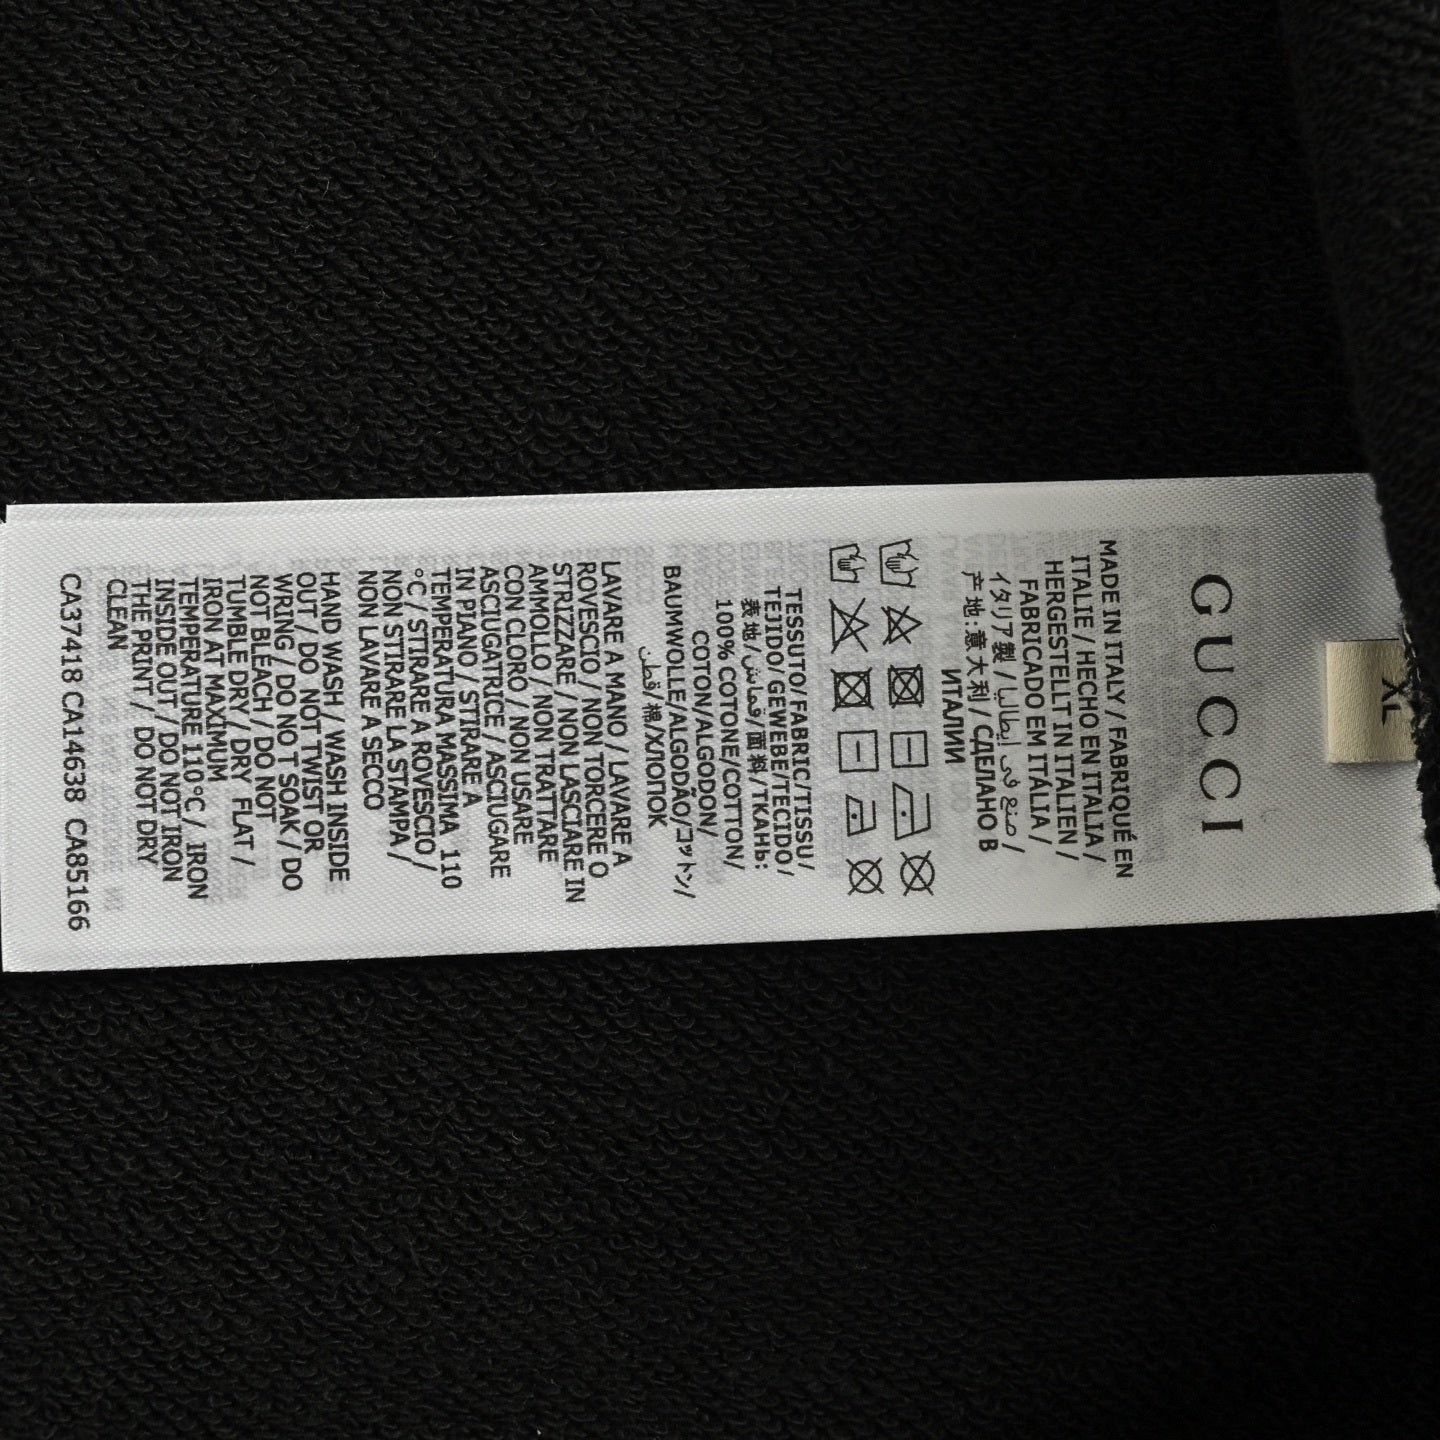 XL
GUCCI
MADE IN ITALY / FABRIQUÉ EN
ITALIE / HECHO EN ITALIA /
HERGESTELLT IN ITALIEN /
FABRICADO EM ITÁLIA /
イタリア製 / صنع في إيطاليا /
产地: 意大利 / СДЕЛАНО В
ИТАЛИИ
TESSUTO/FABRIC/TISSU/
TEJIDO/GEWEBE/TECIDO/
表地/قماش/面料/ТКАНЬ:
100% COTONE/COTTON/
COTON/ALGODON/
BAUMWOLLE/ALGODÃO/コットン/
قطن/棉/ХЛОПОК
LAVARE A MANO / LAVARE A
ROVESCIO / NON TORCERE O
STRIZZARE / NON LASCIARE IN
AMMOLLO / NON TRATTARE
CON CLORO / NON USARE
ASCIUGATRICE / ASCIUGARE
IN PIANO / STIRARE A
TEMPERATURA MASSIMA 110
°C / STIRARE A ROVESCIO /
NON STIRARE LA STAMPA /
NON LAVARE A SECCO
HAND WASH / WASH INSIDE
OUT / DO NOT TWIST OR
WRING / DO NOT SOAK / DO
NOT BLEACH / DO NOT
TUMBLE DRY / DRY FLAT /
IRON AT MAXIMUM
TEMPERATURE 110°C / IRON
INSIDE OUT / DO NOT IRON
THE PRINT / DO NOT DRY
CLEAN
CA37418 CA14638 CA85166